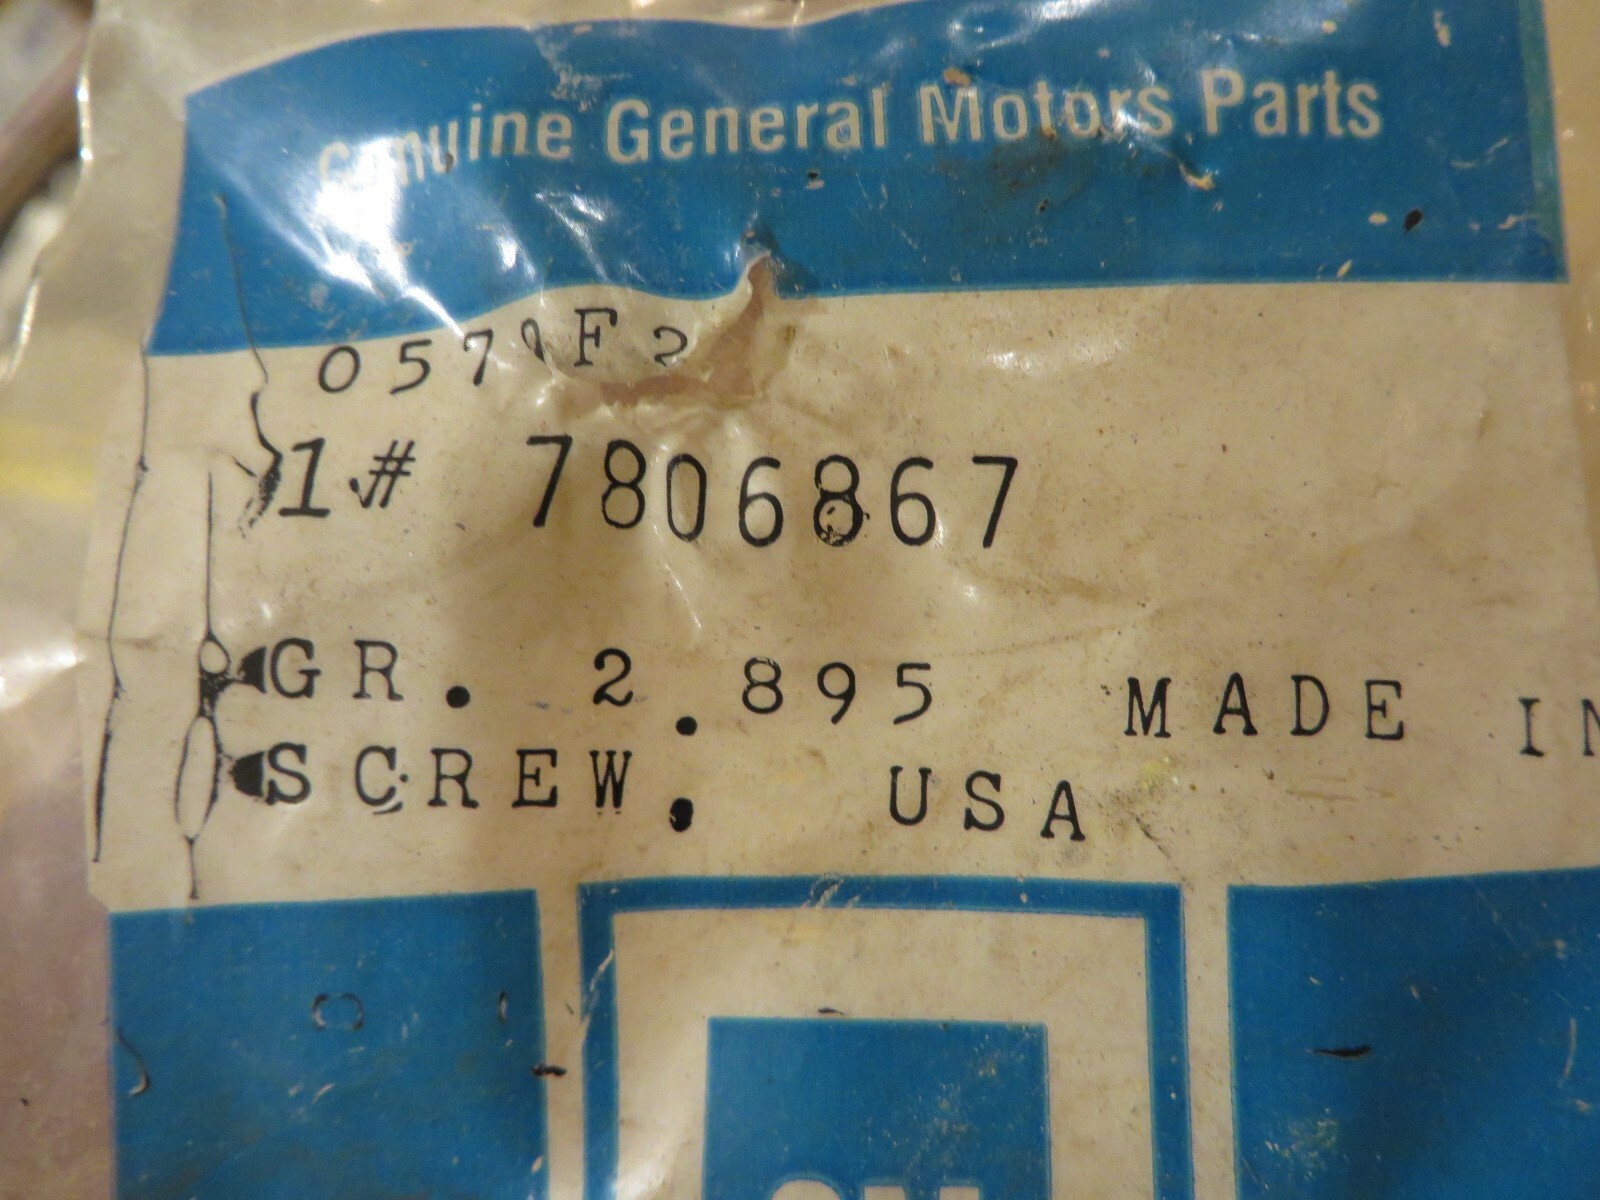 Genuine General Motors Parts
1# 7806867
GR. 2.895 MADE IN
SCREW. USA